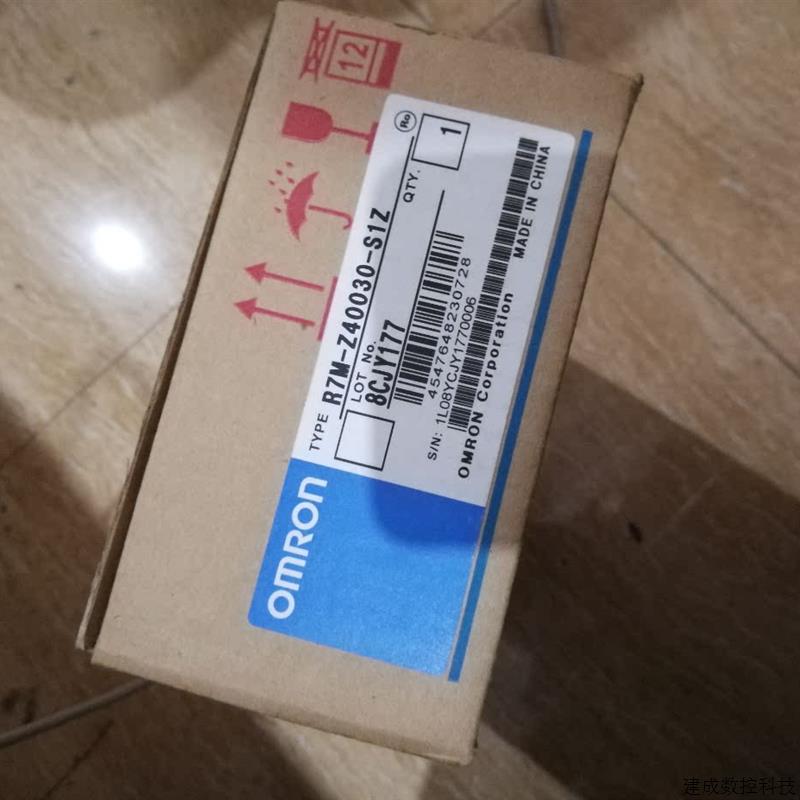 12
Ro
TYPE R7M-Z40030-S1Z
LOT No. QTY. 1
8CJY177
4547648230728
S/N: 1L08YCJY1770006
OMRON Corporation MADE IN CHINA
OMRON
建成数控科技